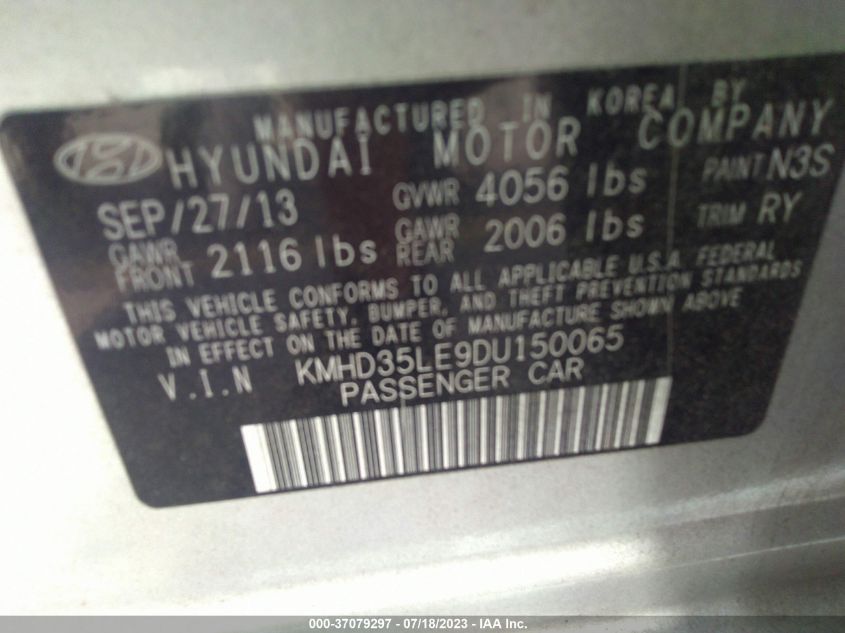 MANUFACTURED IN KOREA BY
HYUNDAI MOTOR COMPANY
SEP/27/13 GVWR 4056 lbs PAINT N3S
GAWR FRONT 2116 lbs GAWR REAR 2006 lbs TRIM RY
THIS VEHICLE CONFORMS TO ALL APPLICABLE U.S.A. FEDERAL
MOTOR VEHICLE SAFETY, BUMPER, AND THEFT PREVENTION STANDARDS
IN EFFECT ON THE DATE OF MANUFACTURE SHOWN ABOVE
V.I.N KMHD35LE9DU150065
PASSENGER CAR
000-37079297 - 07/18/2023 - IAA Inc.